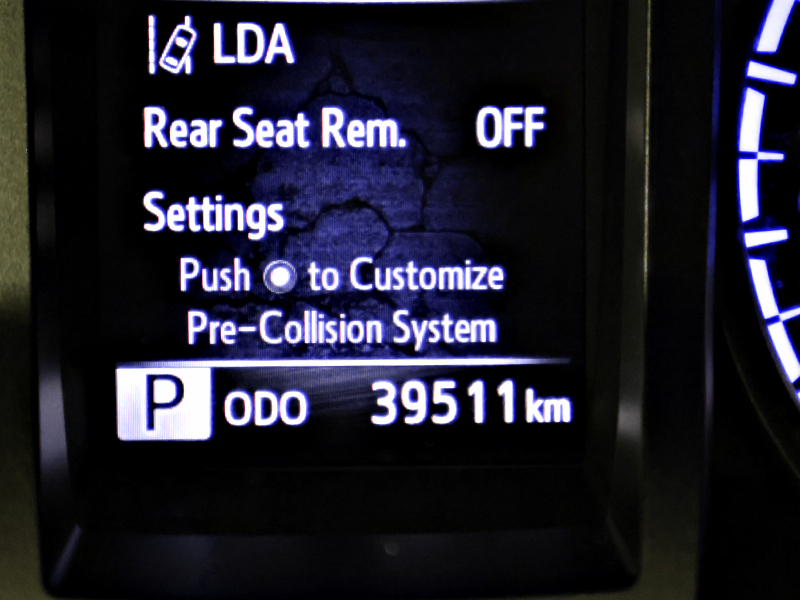 LDA
Rear Seat Rem. OFF
Settings
Push to Customize
Pre-Collision System
P ODO 39511 km